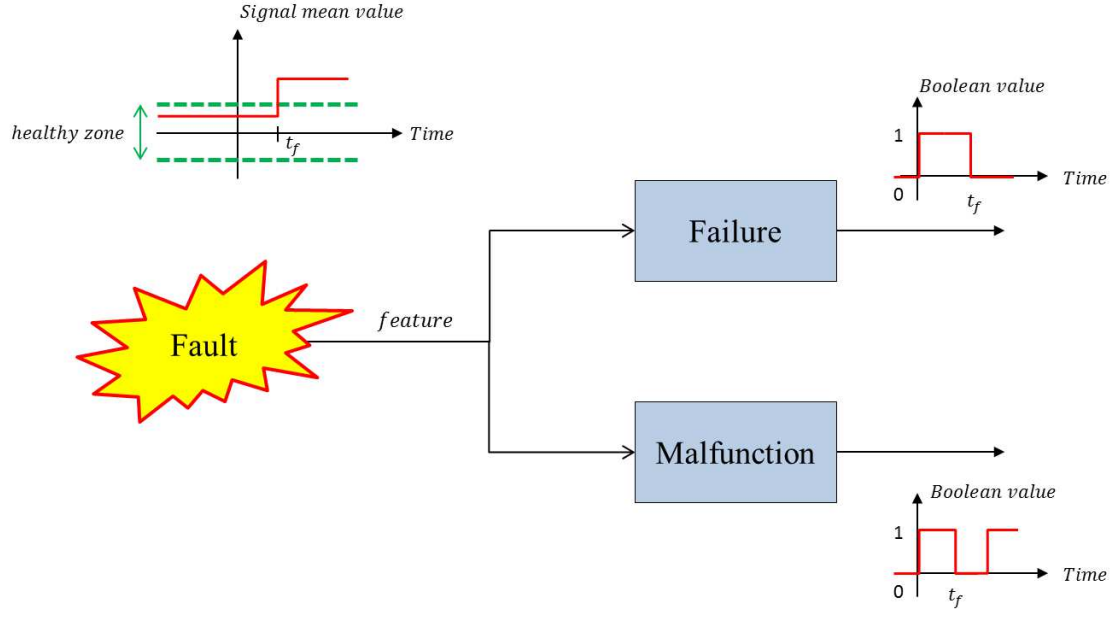 Signal mean value
healthy zone
Time
t_f
Boolean value
1
0
Time
t_f
Failure
Fault
feature
Malfunction
Boolean value
1
0
Time
t_f